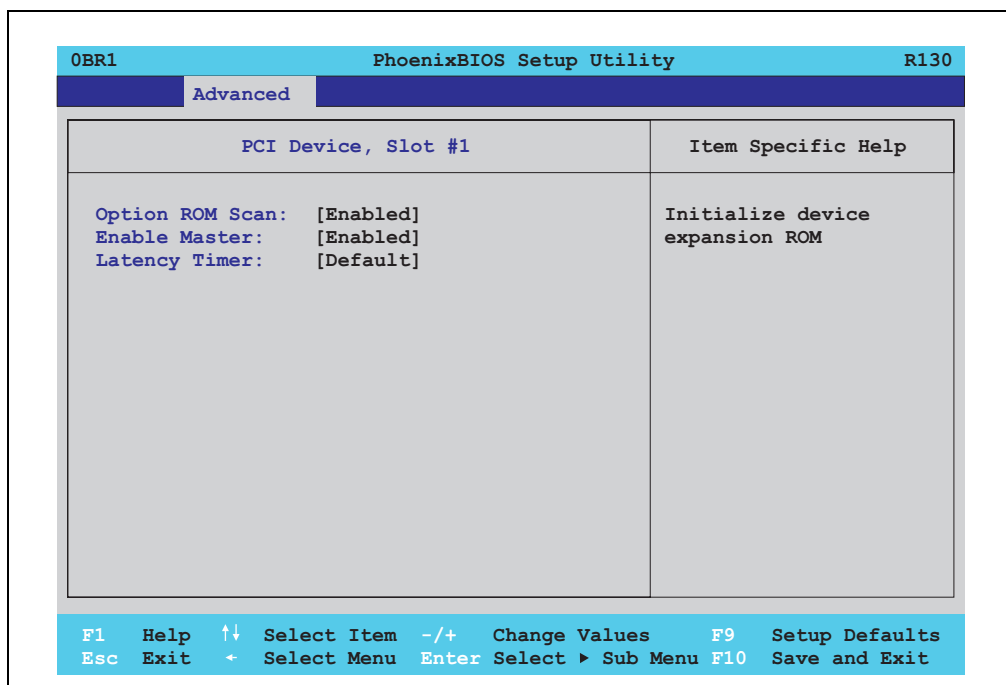 0BR1 PhoenixBIOS Setup Utility R130
Advanced
PCI Device, Slot #1 Item Specific Help
Option ROM Scan: [Enabled] Initialize device
Enable Master: [Enabled] expansion ROM
Latency Timer: [Default]
F1 Help ↑↓ Select Item -/+ Change Values F9 Setup Defaults
Esc Exit ← Select Menu Enter Select ▶ Sub Menu F10 Save and Exit